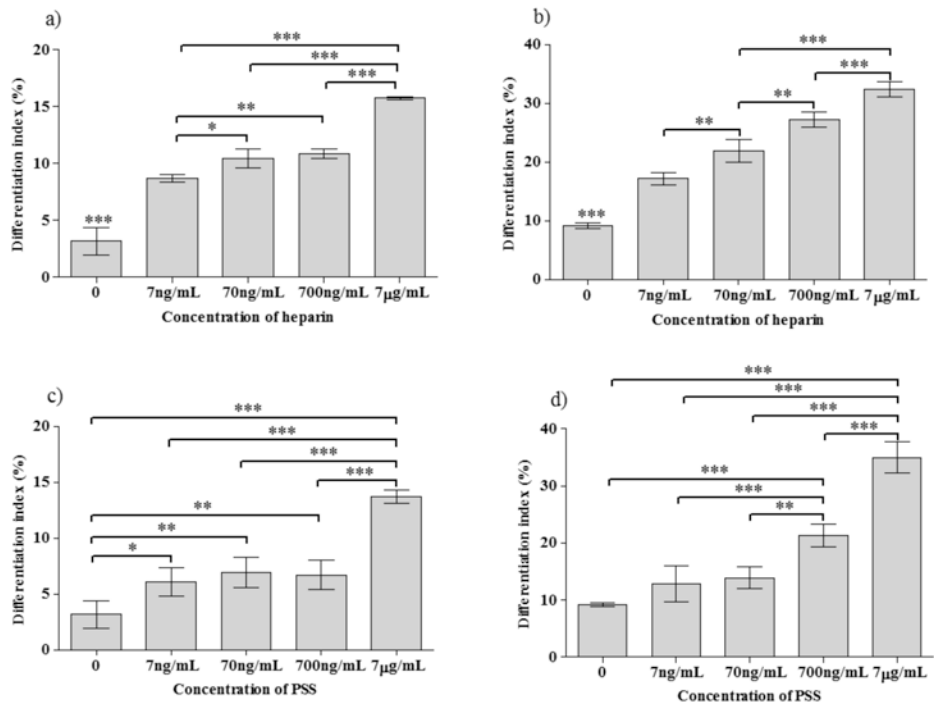 a)
Differentiation index (%)
20
15
10
5
0
***
***
***
***
**
*
0 7ng/mL 70ng/mL 700ng/mL 7μg/mL
Concentration of heparin
b)
Differentiation index (%)
40
30
20
10
0
***
***
***
**
**
0 7ng/mL 70ng/mL 700ng/mL 7μg/mL
Concentration of heparin
c)
Differentiation index (%)
20
15
10
5
0
***
***
***
***
**
**
*
0 7ng/mL 70ng/mL 700ng/mL 7μg/mL
Concentration of PSS
d)
Differentiation index (%)
40
30
20
10
0
***
***
***
***
***
***
**
0 7ng/mL 70ng/mL 700ng/mL 7μg/mL
Concentration of PSS